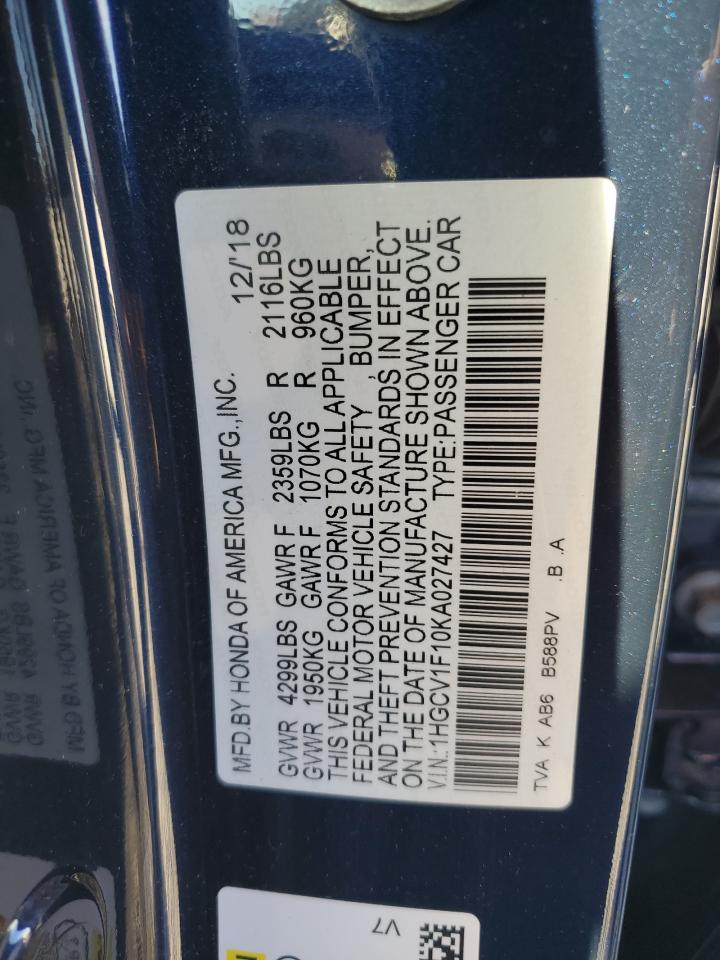 MFD.BY HONDA OF AMERICA MFG.,INC. 12/'18
GVWR 4299LBS GAWR F 2359LBS R 2116LBS
GVWR 1950KG GAWR F 1070KG R 960KG
THIS VEHICLE CONFORMS TO ALL APPLICABLE
FEDERAL MOTOR VEHICLE SAFETY , BUMPER,
AND THEFT PREVENTION STANDARDS IN EFFECT
ON THE DATE OF MANUFACTURE SHOWN ABOVE.
V.I.N.:1HGCV1F10KA027427 TYPE:PASSENGER CAR
TVA K AB6 B588PV .B .A
V7